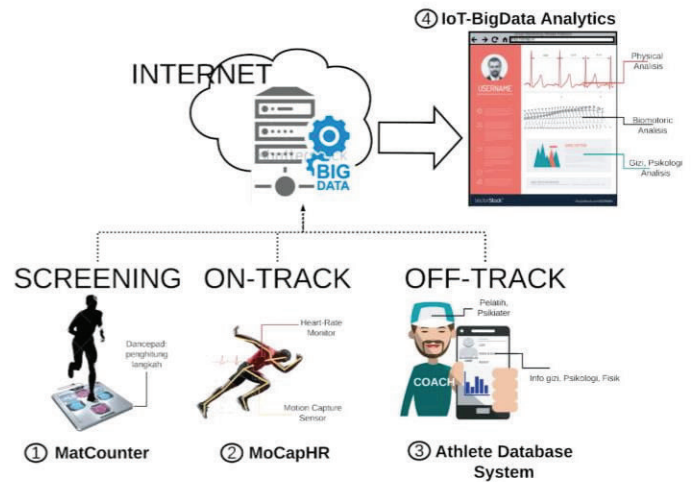 ④ IoT-BigData Analytics
INTERNET
BIG
DATA
USERNAME
Physical
Analisis
Biomotoric
Analisis
Gizi, Psikologi
Analisis
SCREENING
ON-TRACK
OFF-TRACK
Dancepad:
penghitung
langkah
Heart-Rate
Monitor
Motion Capture
Sensor
Pelatih,
Psikiater
COACH
Info gizi, Psikologi, Fisik
① MatCounter
② MoCapHR
③ Athlete Database
System